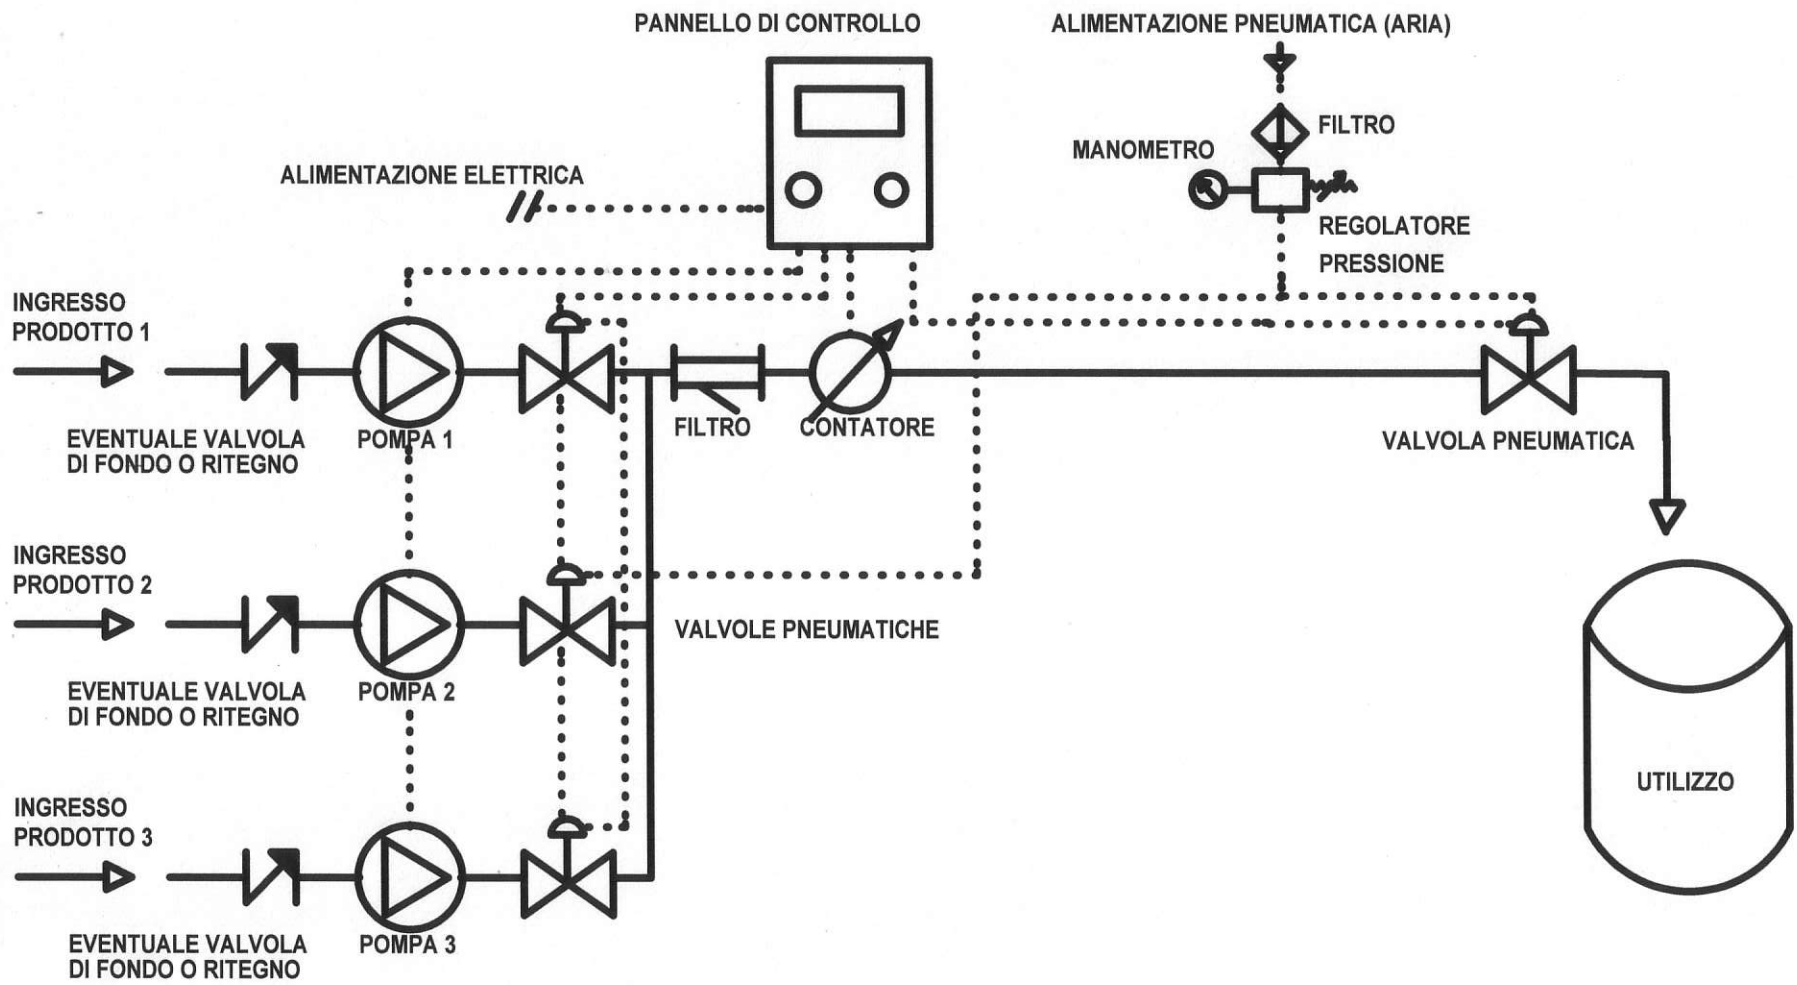 PANNELLO DI CONTROLLO
ALIMENTAZIONE PNEUMATICA (ARIA)
FILTRO
MANOMETRO
ALIMENTAZIONE ELETTRICA
REGOLATORE
PRESSIONE
INGRESSO
PRODOTTO 1
EVENTUALE VALVOLA
DI FONDO O RITEGNO
POMPA 1
FILTRO
CONTATORE
VALVOLA PNEUMATICA
INGRESSO
PRODOTTO 2
EVENTUALE VALVOLA
DI FONDO O RITEGNO
POMPA 2
VALVOLE PNEUMATICHE
UTILIZZO
INGRESSO
PRODOTTO 3
EVENTUALE VALVOLA
DI FONDO O RITEGNO
POMPA 3